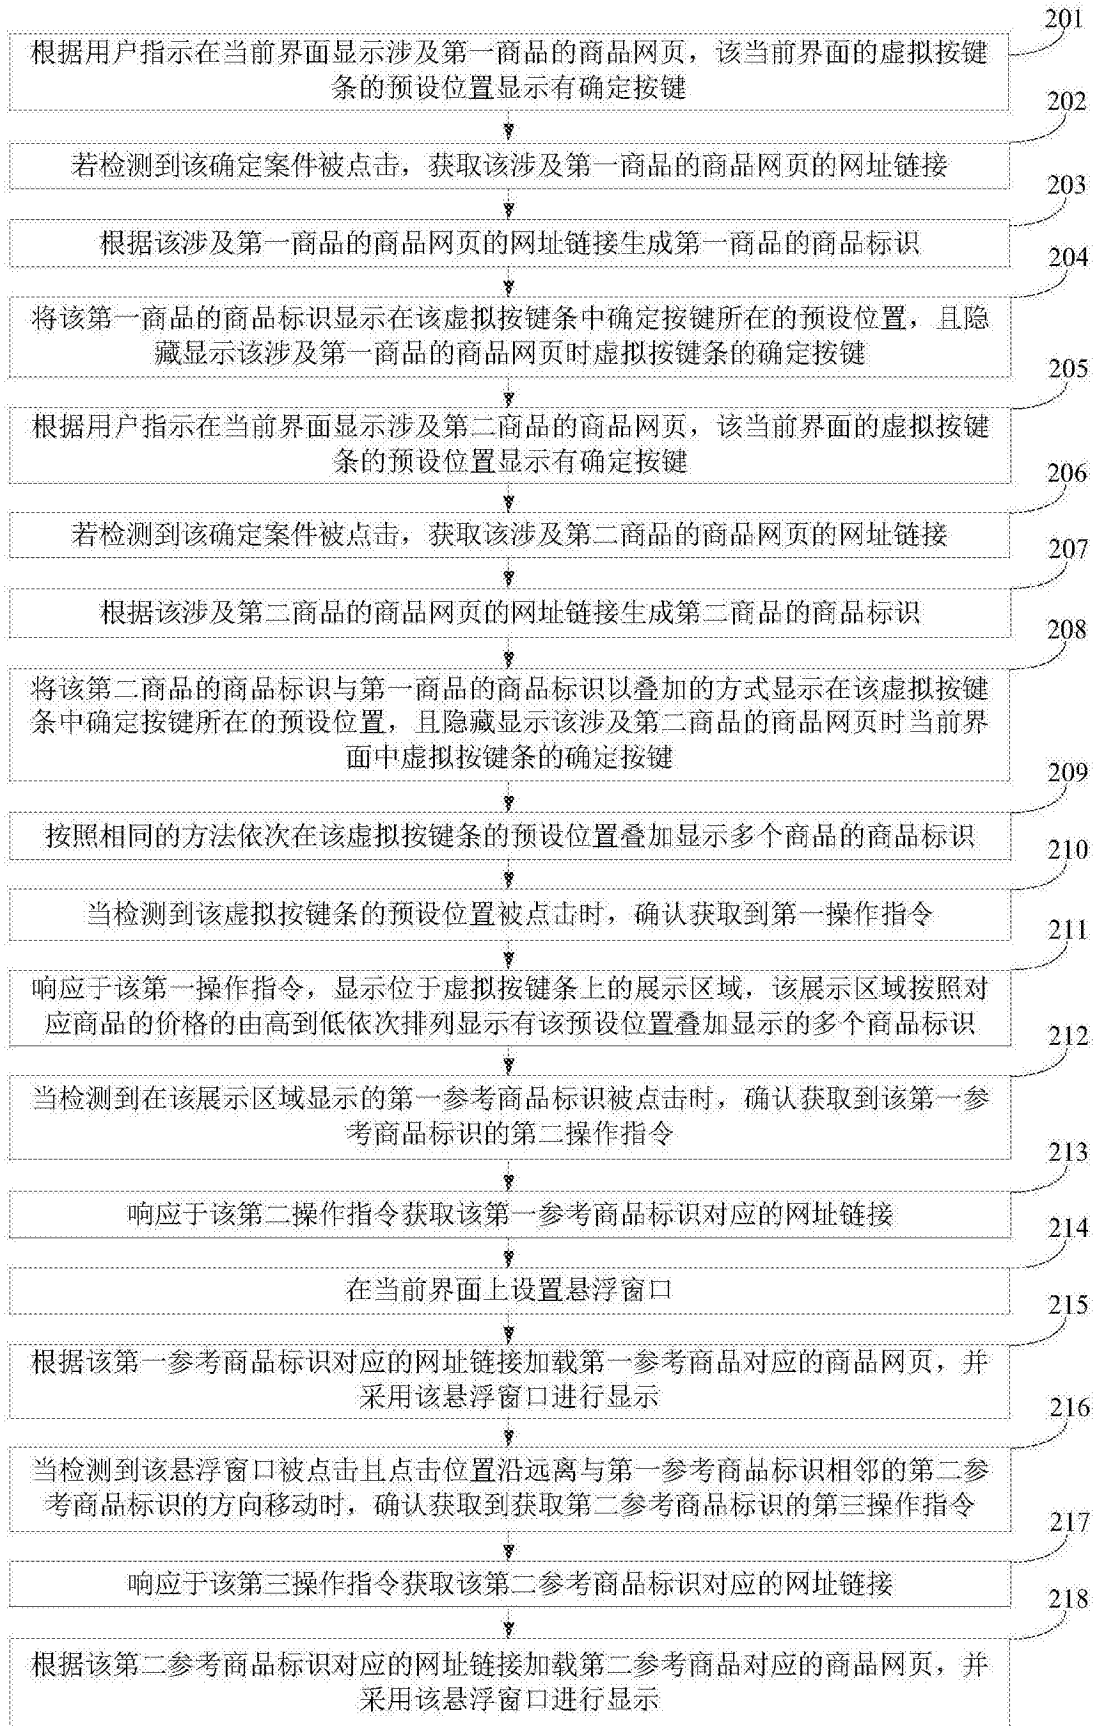 201
根据用户指示在当前界面显示涉及第一商品的商品网页，该当前界面的虚拟按键
条的预设位置显示有确定按键
202
若检测到该确定案件被点击，获取该涉及第一商品的商品网页的网址链接
203
根据该涉及第一商品的商品网页的网址链接生成第一商品的商品标识
204
将该第一商品的商品标识显示在该虚拟按键条中确定按键所在的预设位置，且隐
藏显示该涉及第一商品的商品网页时虚拟按键条的确定按键
205
根据用户指示在当前界面显示涉及第二商品的商品网页，该当前界面的虚拟按键
条的预设位置显示有确定按键
206
若检测到该确定案件被点击，获取该涉及第二商品的商品网页的网址链接
207
根据该涉及第二商品的商品网页的网址链接生成第二商品的商品标识
208
将该第二商品的商品标识与第一商品的商品标识以叠加的方式显示在该虚拟按键
条中确定按键所在的预设位置，且隐藏显示该涉及第二商品的商品网页时当前界
面中虚拟按键条的确定按键
209
按照相同的方法依次在该虚拟按键条的预设位置叠加显示多个商品的商品标识
210
当检测到该虚拟按键条的预设位置被点击时，确认获取到第一操作指令
211
响应于该第一操作指令，显示位于虚拟按键条上的展示区域，该展示区域按照对
应商品的价格的由高到低依次排列显示有该预设位置叠加显示的多个商品标识
212
当检测到在该展示区域显示的第一参考商品标识被点击时，确认获取到该第一参
考商品标识的第二操作指令
213
响应于该第二操作指令获取该第一参考商品标识对应的网址链接
214
在当前界面上设置悬浮窗口
215
根据该第一参考商品标识对应的网址链接加载第一参考商品对应的商品网页，并
采用该悬浮窗口进行显示
216
当检测到该悬浮窗口被点击且点击位置沿远离与第一参考商品标识相邻的第二参
考商品标识的方向移动时，确认获取到获取第二参考商品标识的第三操作指令
217
响应于该第三操作指令获取该第二参考商品标识对应的网址链接
218
根据该第二参考商品标识对应的网址链接加载第二参考商品对应的商品网页，并
采用该悬浮窗口进行显示